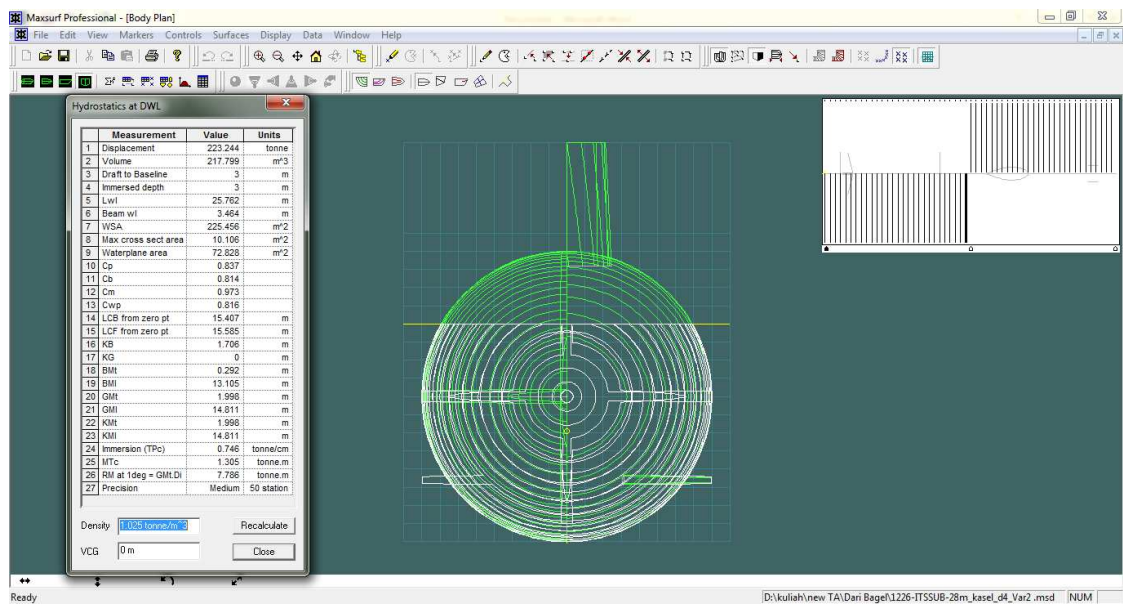 Maxsurf Professional - [Body Plan]
File Edit View Markers Controls Surfaces Display Data Window Help
Hydrostatics at DWL
Measurement Value Units
1 Displacement 223.244 tonne
2 Volume 217.799 m^3
3 Draft to Baseline 3 m
4 Immersed depth 3 m
5 Lwl 25.762 m
6 Beam wl 3.464 m
7 WSA 225.456 m^2
8 Max cross sect area 10.106 m^2
9 Waterplane area 72.828 m^2
10 Cp 0.837
11 Cb 0.814
12 Cm 0.973
13 Cwp 0.816
14 LCB from zero pt 15.407 m
15 LCF from zero pt 15.585 m
16 KB 1.706 m
17 KG 0 m
18 BMt 0.292 m
19 BMl 13.105 m
20 GMt 1.998 m
21 GMl 14.811 m
22 KMt 1.998 m
23 KMl 14.811 m
24 Immersion (TPc) 0.746 tonne/cm
25 MTc 1.305 tonne.m
26 RM at 1deg = GMt.Di 7.786 tonne.m
27 Precision Medium 50 station
Density 1.025 tonne/m^3 Recalculate
VCG 0 m Close
Ready D:\kuliah\new TA\Dari Bagel\1226-ITSSUB-28m_kasel_d4_Var2 .msd NUM